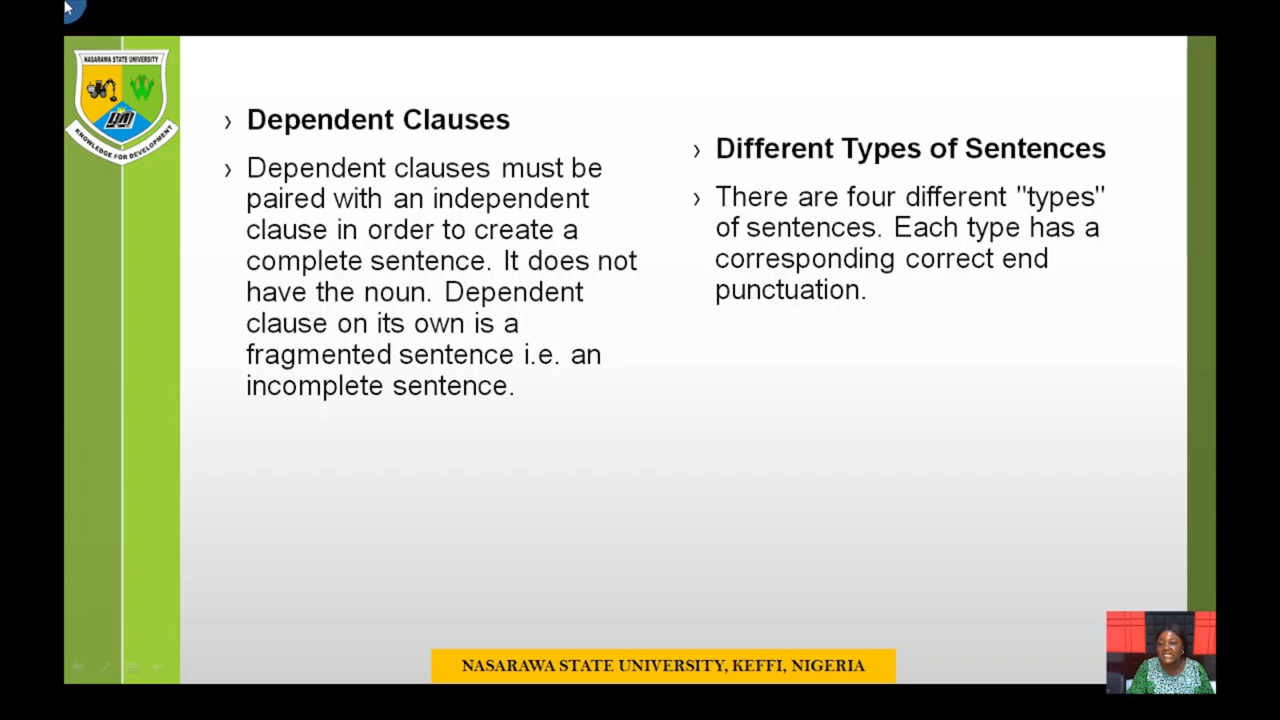 NASARAWA STATE UNIVERSITY
KNOWLEDGE FOR DEVELOPMENT
› Dependent Clauses
› Dependent clauses must be
paired with an independent
clause in order to create a
complete sentence. It does not
have the noun. Dependent
clause on its own is a
fragmented sentence i.e. an
incomplete sentence.
› Different Types of Sentences
› There are four different "types"
of sentences. Each type has a
corresponding correct end
punctuation.
NASARAWA STATE UNIVERSITY, KEFFI, NIGERIA